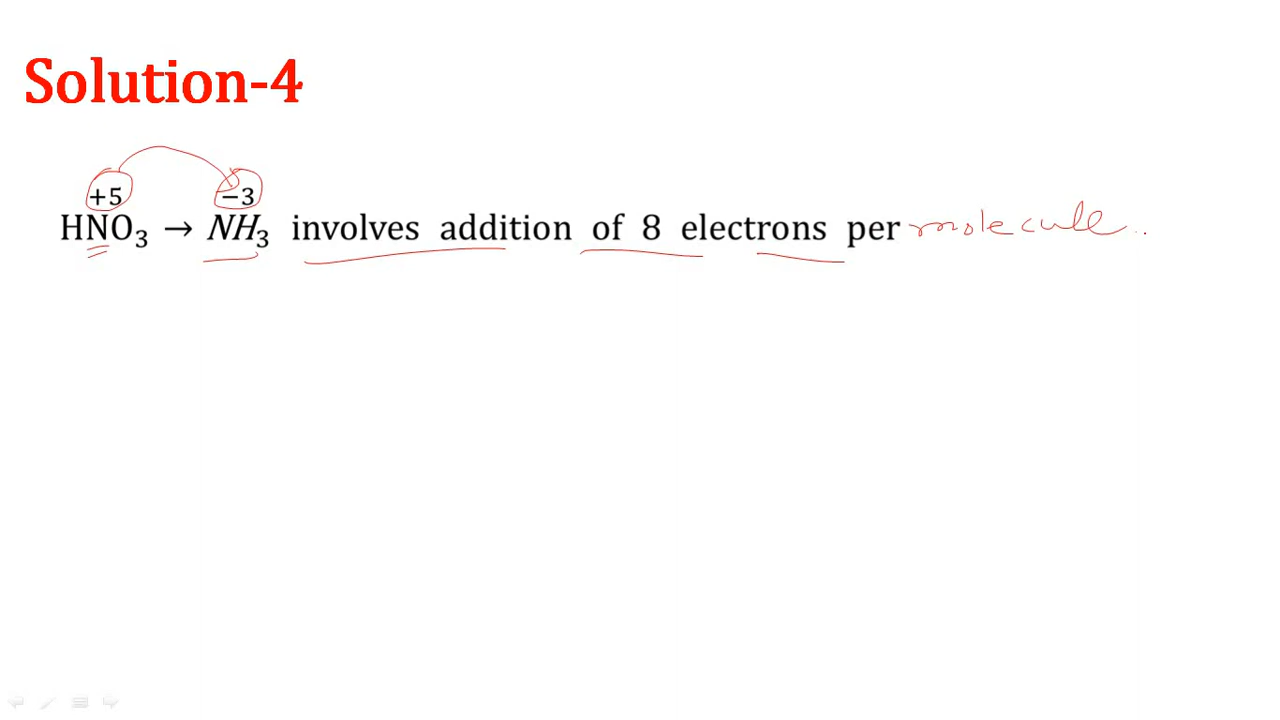 Solution-4
+5 −3
HNO₃ → NH₃ involves addition of 8 electrons per molecule..